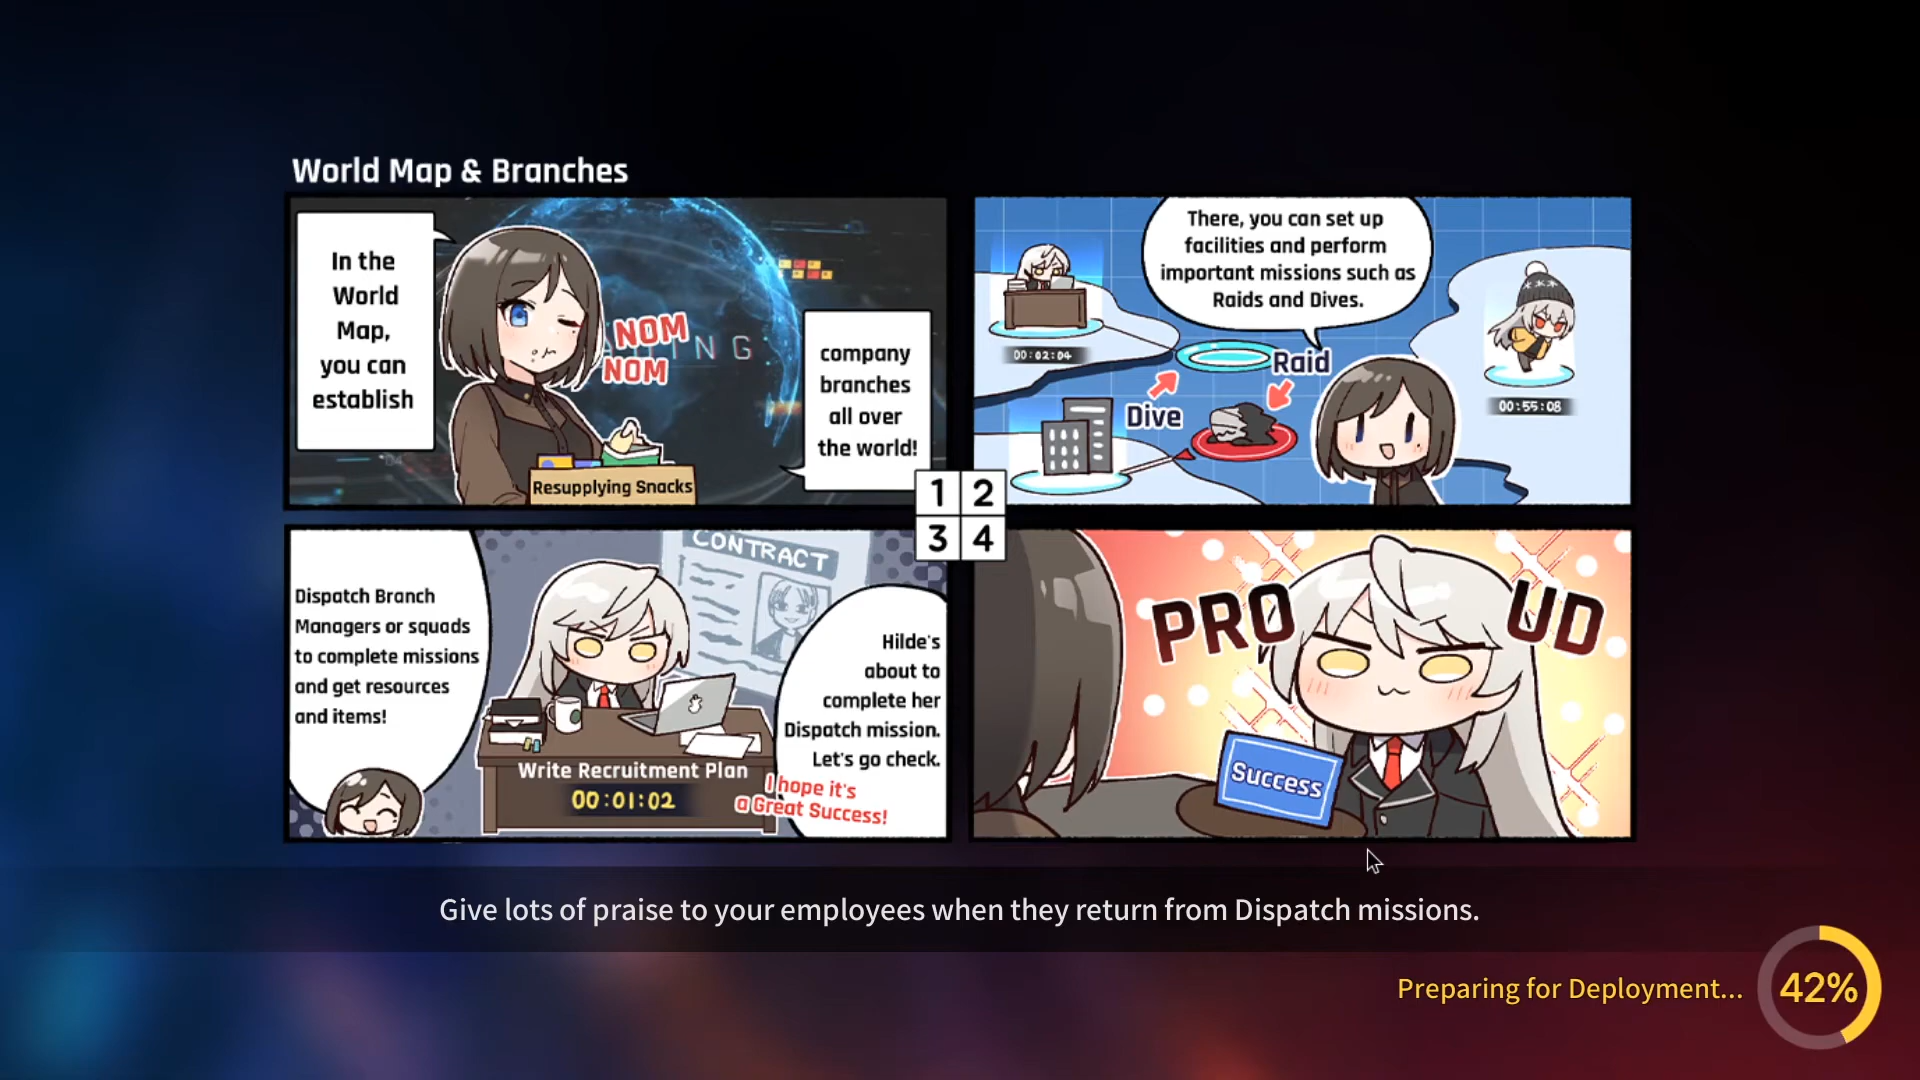 World Map & Branches
In the
World
Map,
you can
establish
NOM
NOM
company
branches
all over
the world!
Resupplying Snacks
There, you can set up
facilities and perform
important missions such as
Raids and Dives.
00:02:04
Raid
Dive
00:55:08
1 2
3 4
Dispatch Branch
Managers or squads
to complete missions
and get resources
and items!
CONTRACT
Hilde's
about to
complete her
Dispatch mission.
Let's go check.
Write Recruitment Plan
00:01:02
I hope it's
a Great Success!
PROUD
Success
Give lots of praise to your employees when they return from Dispatch missions.
Preparing for Deployment...
42%